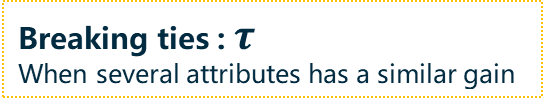 Breaking ties : τ
When several attributes has a similar gain